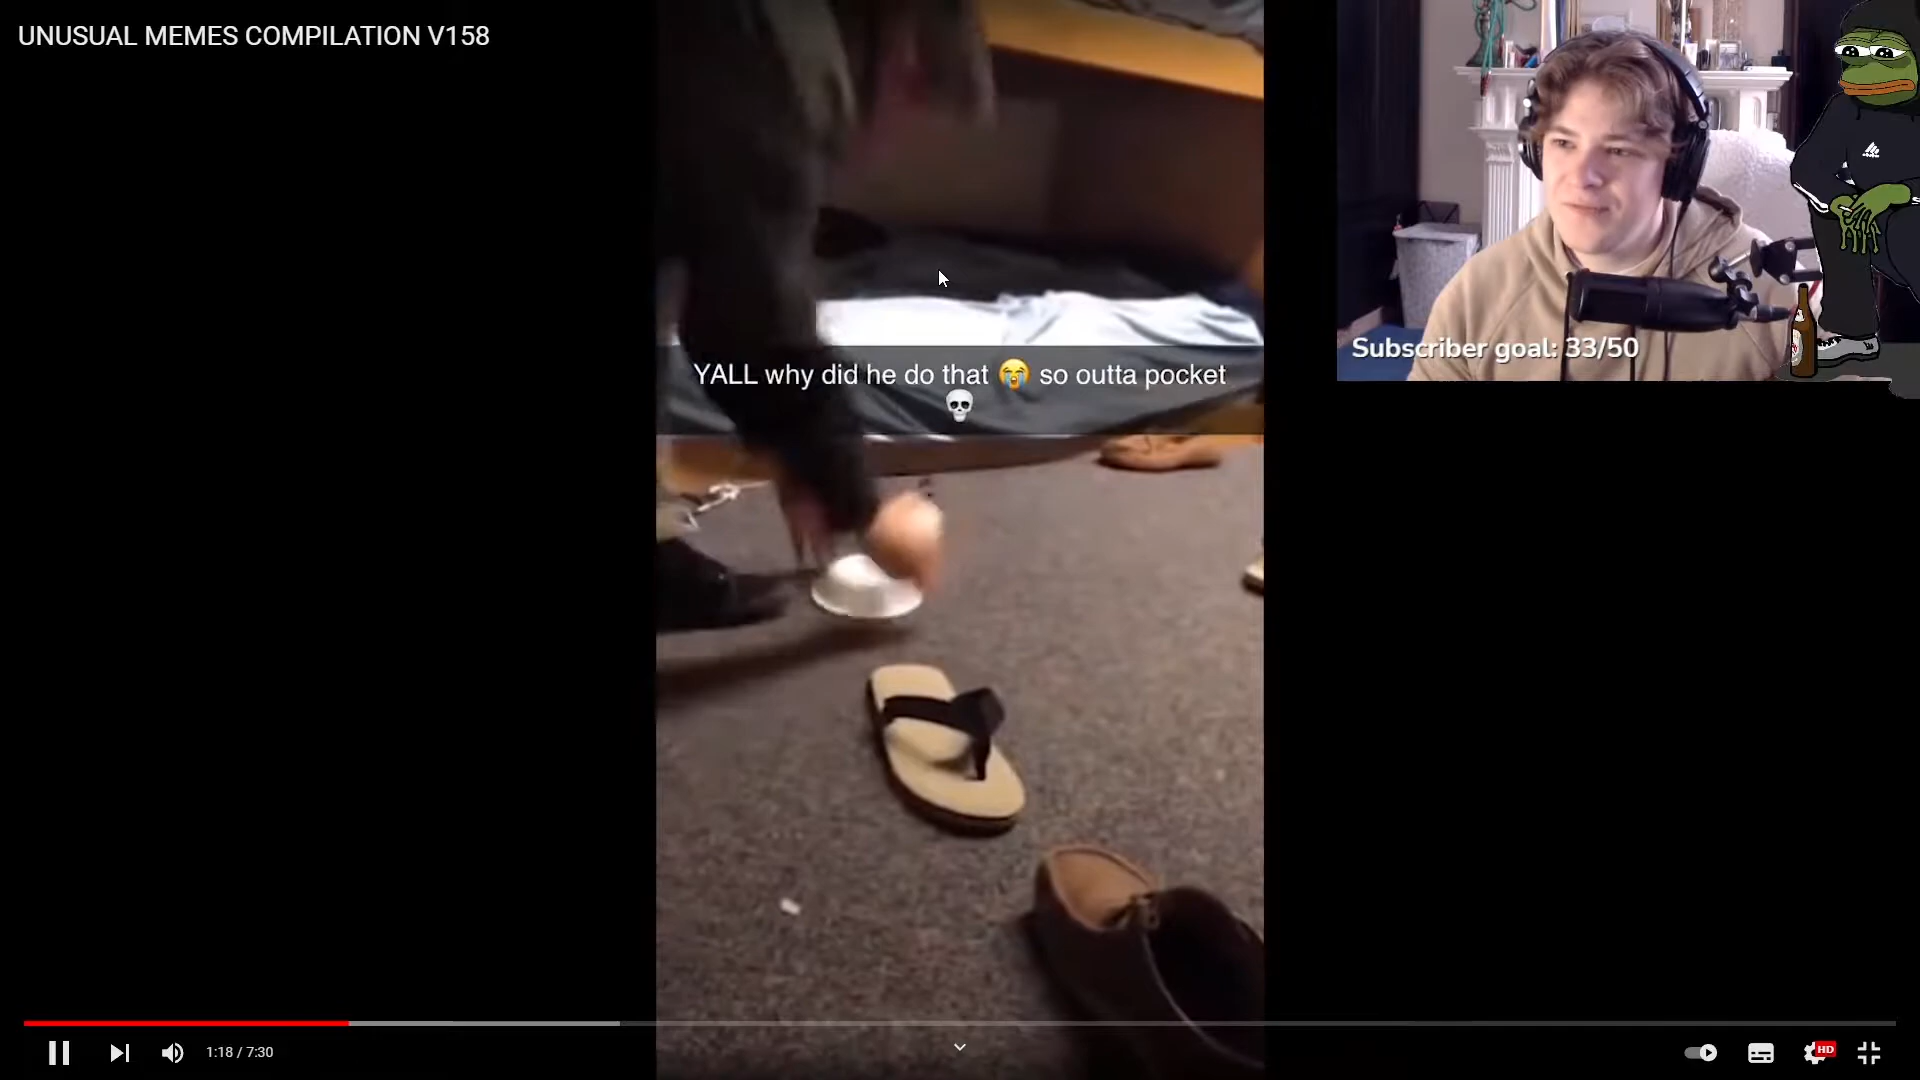 UNUSUAL MEMES COMPILATION V158
YALL why did he do that 😭 so outta pocket
💀
Subscriber goal: 33/50
1:18 / 7:30
HD